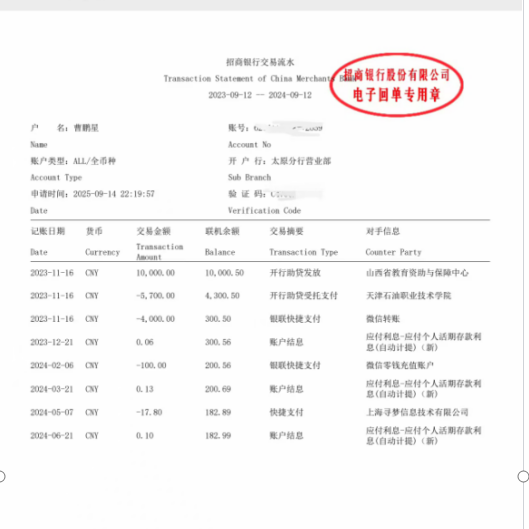 招商银行交易流水
Transaction Statement of China Merchants
2023-09-12 -- 2024-09-12
招商银行股份有限公司
电子回单专用章
户 名：曹鹏星 账号：
Name Account No
账户类型：ALL/全币种 开 户 行：太原分行营业部
Account Type Sub Branch
申请时间：2025-09-14 22:19:57 验 证 码：
Date Verification Code
记账日期 货币 交易金额 联机余额 交易摘要 对手信息
Date Currency Transaction Amount Balance Transaction Type Counter Party
2023-11-16 CNY 10,000.00 10,000.50 开行助贷发放 山西省教育资助与保障中心
2023-11-16 CNY -5,700.00 4,300.50 开行助贷受托支付 天津石油职业技术学院
2023-11-16 CNY -4,000.00 300.50 银联快捷支付 微信转账
2023-12-21 CNY 0.06 300.56 账户结息 应付利息-应付个人活期存款利
息(自动计提)（新）
2024-02-06 CNY -100.00 200.56 银联快捷支付 微信零钱充值账户
2024-03-21 CNY 0.13 200.69 账户结息 应付利息-应付个人活期存款利
息(自动计提)（新）
2024-05-07 CNY -17.80 182.89 快捷支付 上海寻梦信息技术有限公司
2024-06-21 CNY 0.10 182.99 账户结息 应付利息-应付个人活期存款利
息(自动计提)（新）